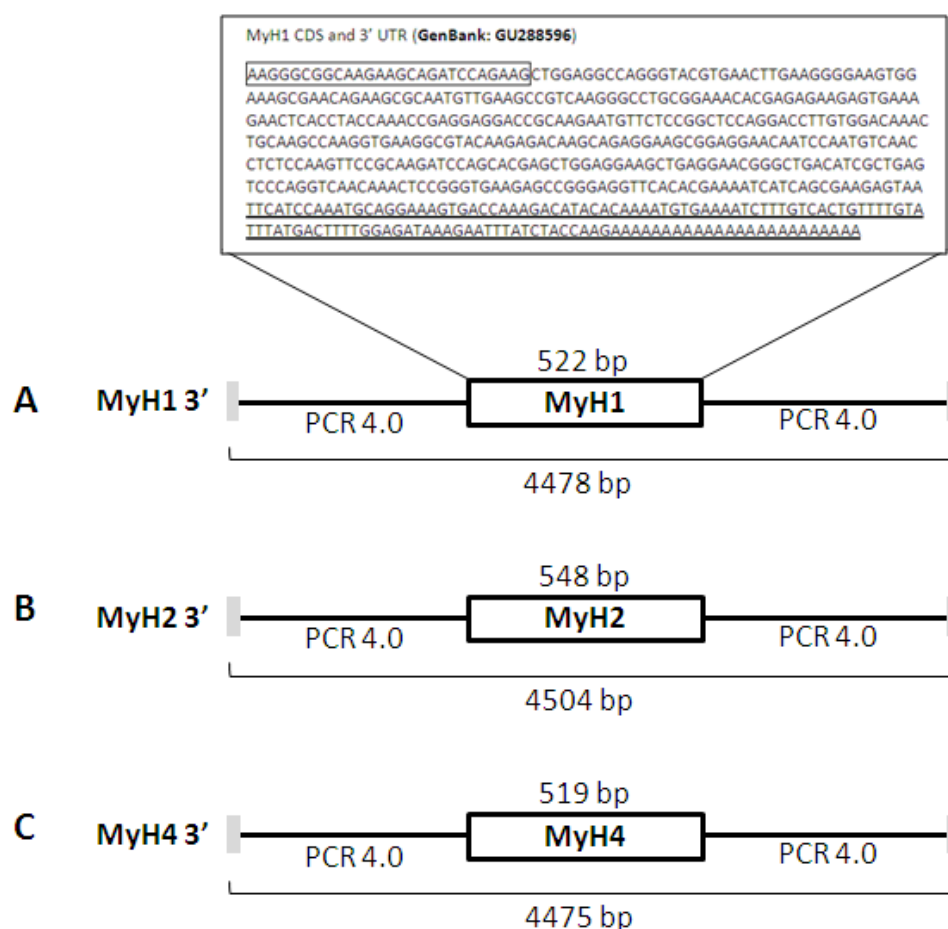 MyH1 CDS and 3' UTR (GenBank: GU288596)
AAGGGCGGCAAGAAGCAGATCCAGAAGCTGGAGGCCAGGGTACGTGAACTTGAAGGGGAAGTGG
AAAGCGAACAGAAGCGCAATGTTGAAGCCGTCAAGGGCCTGCGGAAACACGAGAGAAGAGTGAAA
GAACTCACCTACCAAACCGAGGAGGACCGCAAGAATGTTCTCCGGCTCCAGGACCTTGTGGACAAAC
TGCAAGCCAAGGTGAAGGCGTACAAGAGACAAGCAGAGGAAGCGGAGGAACAATCCAATGTCAAC
CTCTCCAAGTTCCGCAAGATCCAGCACGAGCTGGAGGAAGCTGAGGAACGGGCTGACATCGCTGAG
TCCCAGGTCAACAAACTCCGGGTGAAGAGCCGGGAGGTTCACACGAAAATCATCAGCGAAGAGTAA
TTCATCCAAATGCAGGAAAGTGACCAAAGACATACACAAAATGTGAAAATCTTTGTCACTGTTTTGTA
TTTATGACTTTTGGAGATAAAGAATTTATCTACCAAGAAAAAAAAAAAAAAAAAAAAAAAAA
522 bp
A MyH1 3' MyH1
PCR 4.0 PCR 4.0
4478 bp
548 bp
B MyH2 3' MyH2
PCR 4.0 PCR 4.0
4504 bp
519 bp
C MyH4 3' MyH4
PCR 4.0 PCR 4.0
4475 bp